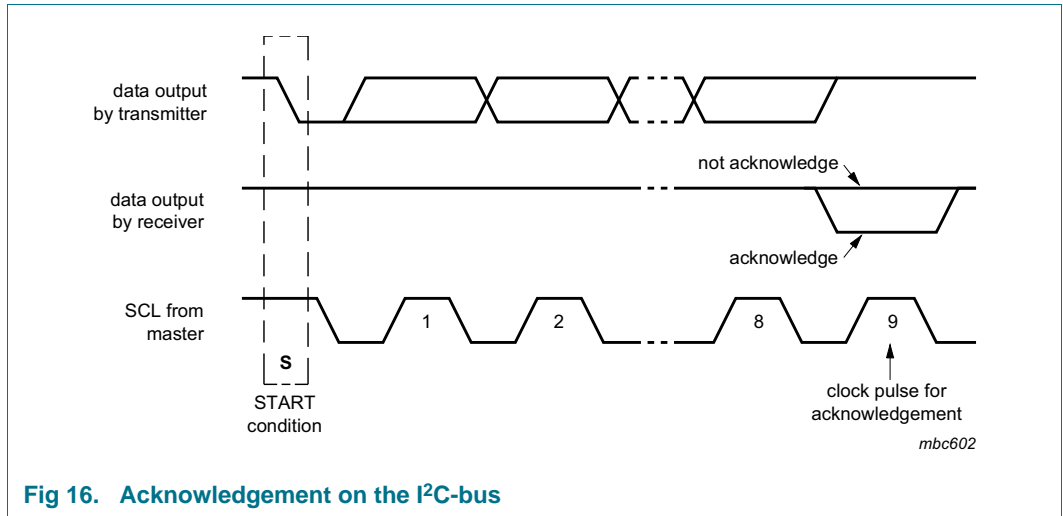 data output
by transmitter
not acknowledge
data output
by receiver
acknowledge
SCL from
master
1
2
8
9
S
START
condition
clock pulse for
acknowledgement
mbc602
Fig 16. Acknowledgement on the I²C-bus